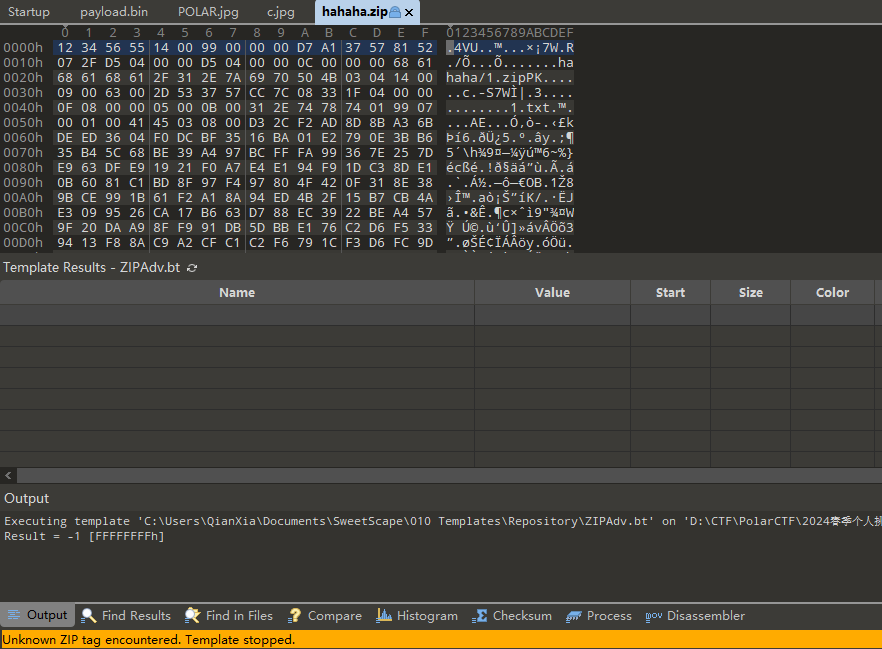 Startup payload.bin POLAR.jpg c.jpg hahaha.zip ×
0 1 2 3 4 5 6 7 8 9 A B C D E F 0123456789ABCDEF
0000h 12 34 56 55 14 00 99 00 00 00 D7 A1 37 57 81 52 .4VU..™...×¡7W.R
0010h 07 2F D5 04 00 00 D5 04 00 00 0C 00 00 00 68 61 ./Õ...Õ.......ha
0020h 68 61 68 61 2F 31 2E 7A 69 70 50 4B 03 04 14 00 haha/1.zipPK....
0030h 09 00 63 00 2D 53 37 57 CC 7C 08 33 1F 04 00 00 ..c.-S7WÌ|.3....
0040h 0F 08 00 00 05 00 0B 00 31 2E 74 78 74 01 99 07 ........1.txt.™.
0050h 00 01 00 41 45 03 08 00 D3 2C F2 AD 8D 8B A3 6B ...AE...Ó,ò-.‹£k
0060h DE ED 36 04 F0 DC BF 35 16 BA 01 E2 79 0E 3B B6 Þí6.ðÜ¿5.º.ây.;¶
0070h 35 B4 5C 68 BE 39 A4 97 BC FF FA 99 36 7E 25 7D 5´\h¾9¤—¼ÿú™6~%}
0080h E9 63 DF E9 19 21 F0 A7 E4 E1 94 F9 1D C3 8D E1 écßé.!ð§äá”ù.Ã.á
0090h 0B 60 81 C1 BD 8F 97 F4 97 80 4F 42 0F 31 8E 38 .`.Á½.—ô—€OB.1Ž8
00A0h 9B CE 99 1B 61 F2 A1 8A 94 ED 4B 2F 15 B7 CB 4A ›Î™.aò¡Š”íK/.·ËJ
00B0h E3 09 95 26 CA 17 B6 63 D7 88 EC 39 22 BE A4 57 ã.•&Ê.¶c׈ì9"¾¤W
00C0h 9F 20 DA A9 8F F9 91 DB 5D BB E1 76 C2 D6 F5 33 Ÿ Ú©.ù‘Û]»ávÂÖõ3
00D0h 94 13 F8 8A C9 A2 CF C1 C2 F6 79 1C F3 D6 FC 9D ”.øŠÉ¢ÏÁÂöy.óÖü.
Template Results - ZIPAdv.bt
Name Value Start Size Color
Output
Executing template 'C:\Users\QianXia\Documents\SweetScape\010 Templates\Repository\ZIPAdv.bt' on 'D:\CTF\PolarCTF\2024春季个人挑
Result = -1 [FFFFFFFFh]
Output Find Results Find in Files Compare Histogram Checksum Process Disassembler
Unknown ZIP tag encountered. Template stopped.